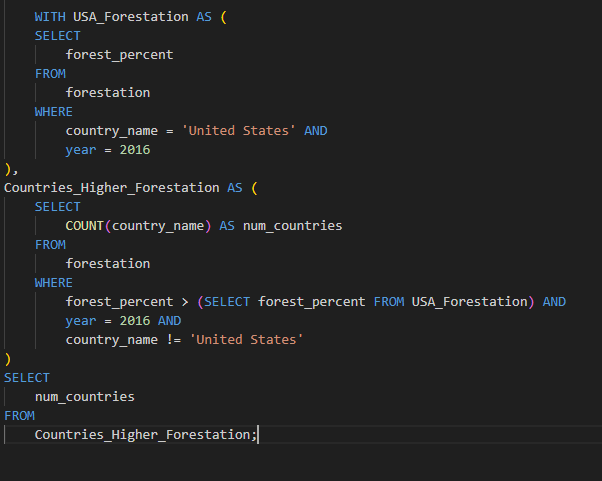 WITH USA_Forestation AS (
SELECT
forest_percent
FROM
forestation
WHERE
country_name = 'United States' AND
year = 2016
),
Countries_Higher_Forestation AS (
SELECT
COUNT(country_name) AS num_countries
FROM
forestation
WHERE
forest_percent > (SELECT forest_percent FROM USA_Forestation) AND
year = 2016 AND
country_name != 'United States'
)
SELECT
num_countries
FROM
Countries_Higher_Forestation;